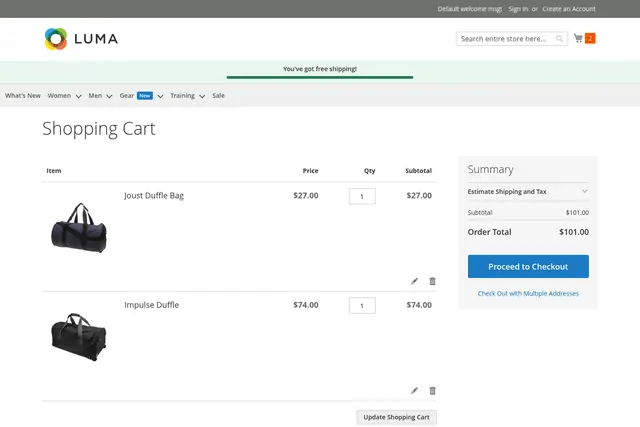 Default welcome msg! Sign In or Create an Account
LUMA
Search entire store here...
2
You've got free shipping!
What's New Women Men Gear New Training Sale
Shopping Cart
Item Price Qty Subtotal
Joust Duffle Bag $27.00 1 $27.00
Impulse Duffle $74.00 1 $74.00
Update Shopping Cart
Summary
Estimate Shipping and Tax
Subtotal $101.00
Order Total $101.00
Proceed to Checkout
Check Out with Multiple Addresses